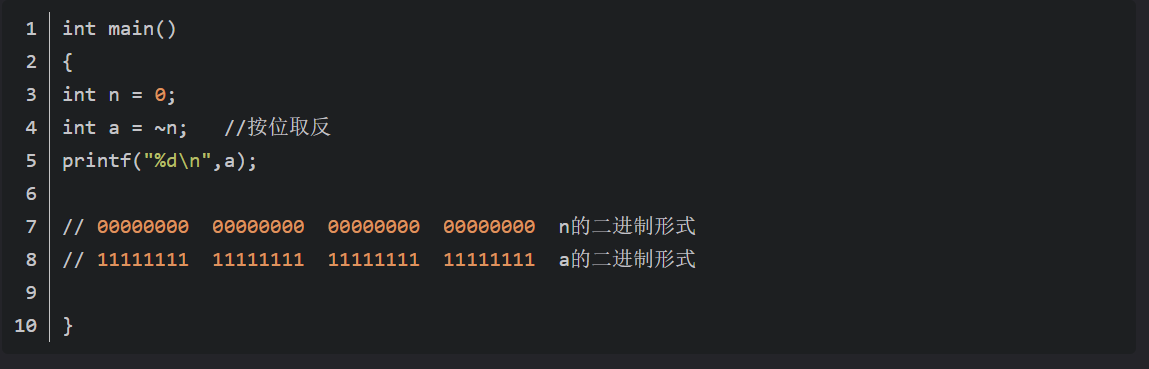 1 int main()
2 {
3 int n = 0;
4 int a = ~n;   //按位取反
5 printf("%d\n",a);
6
7 // 00000000  00000000  00000000  00000000  n的二进制形式
8 // 11111111  11111111  11111111  11111111  a的二进制形式
9
10 }